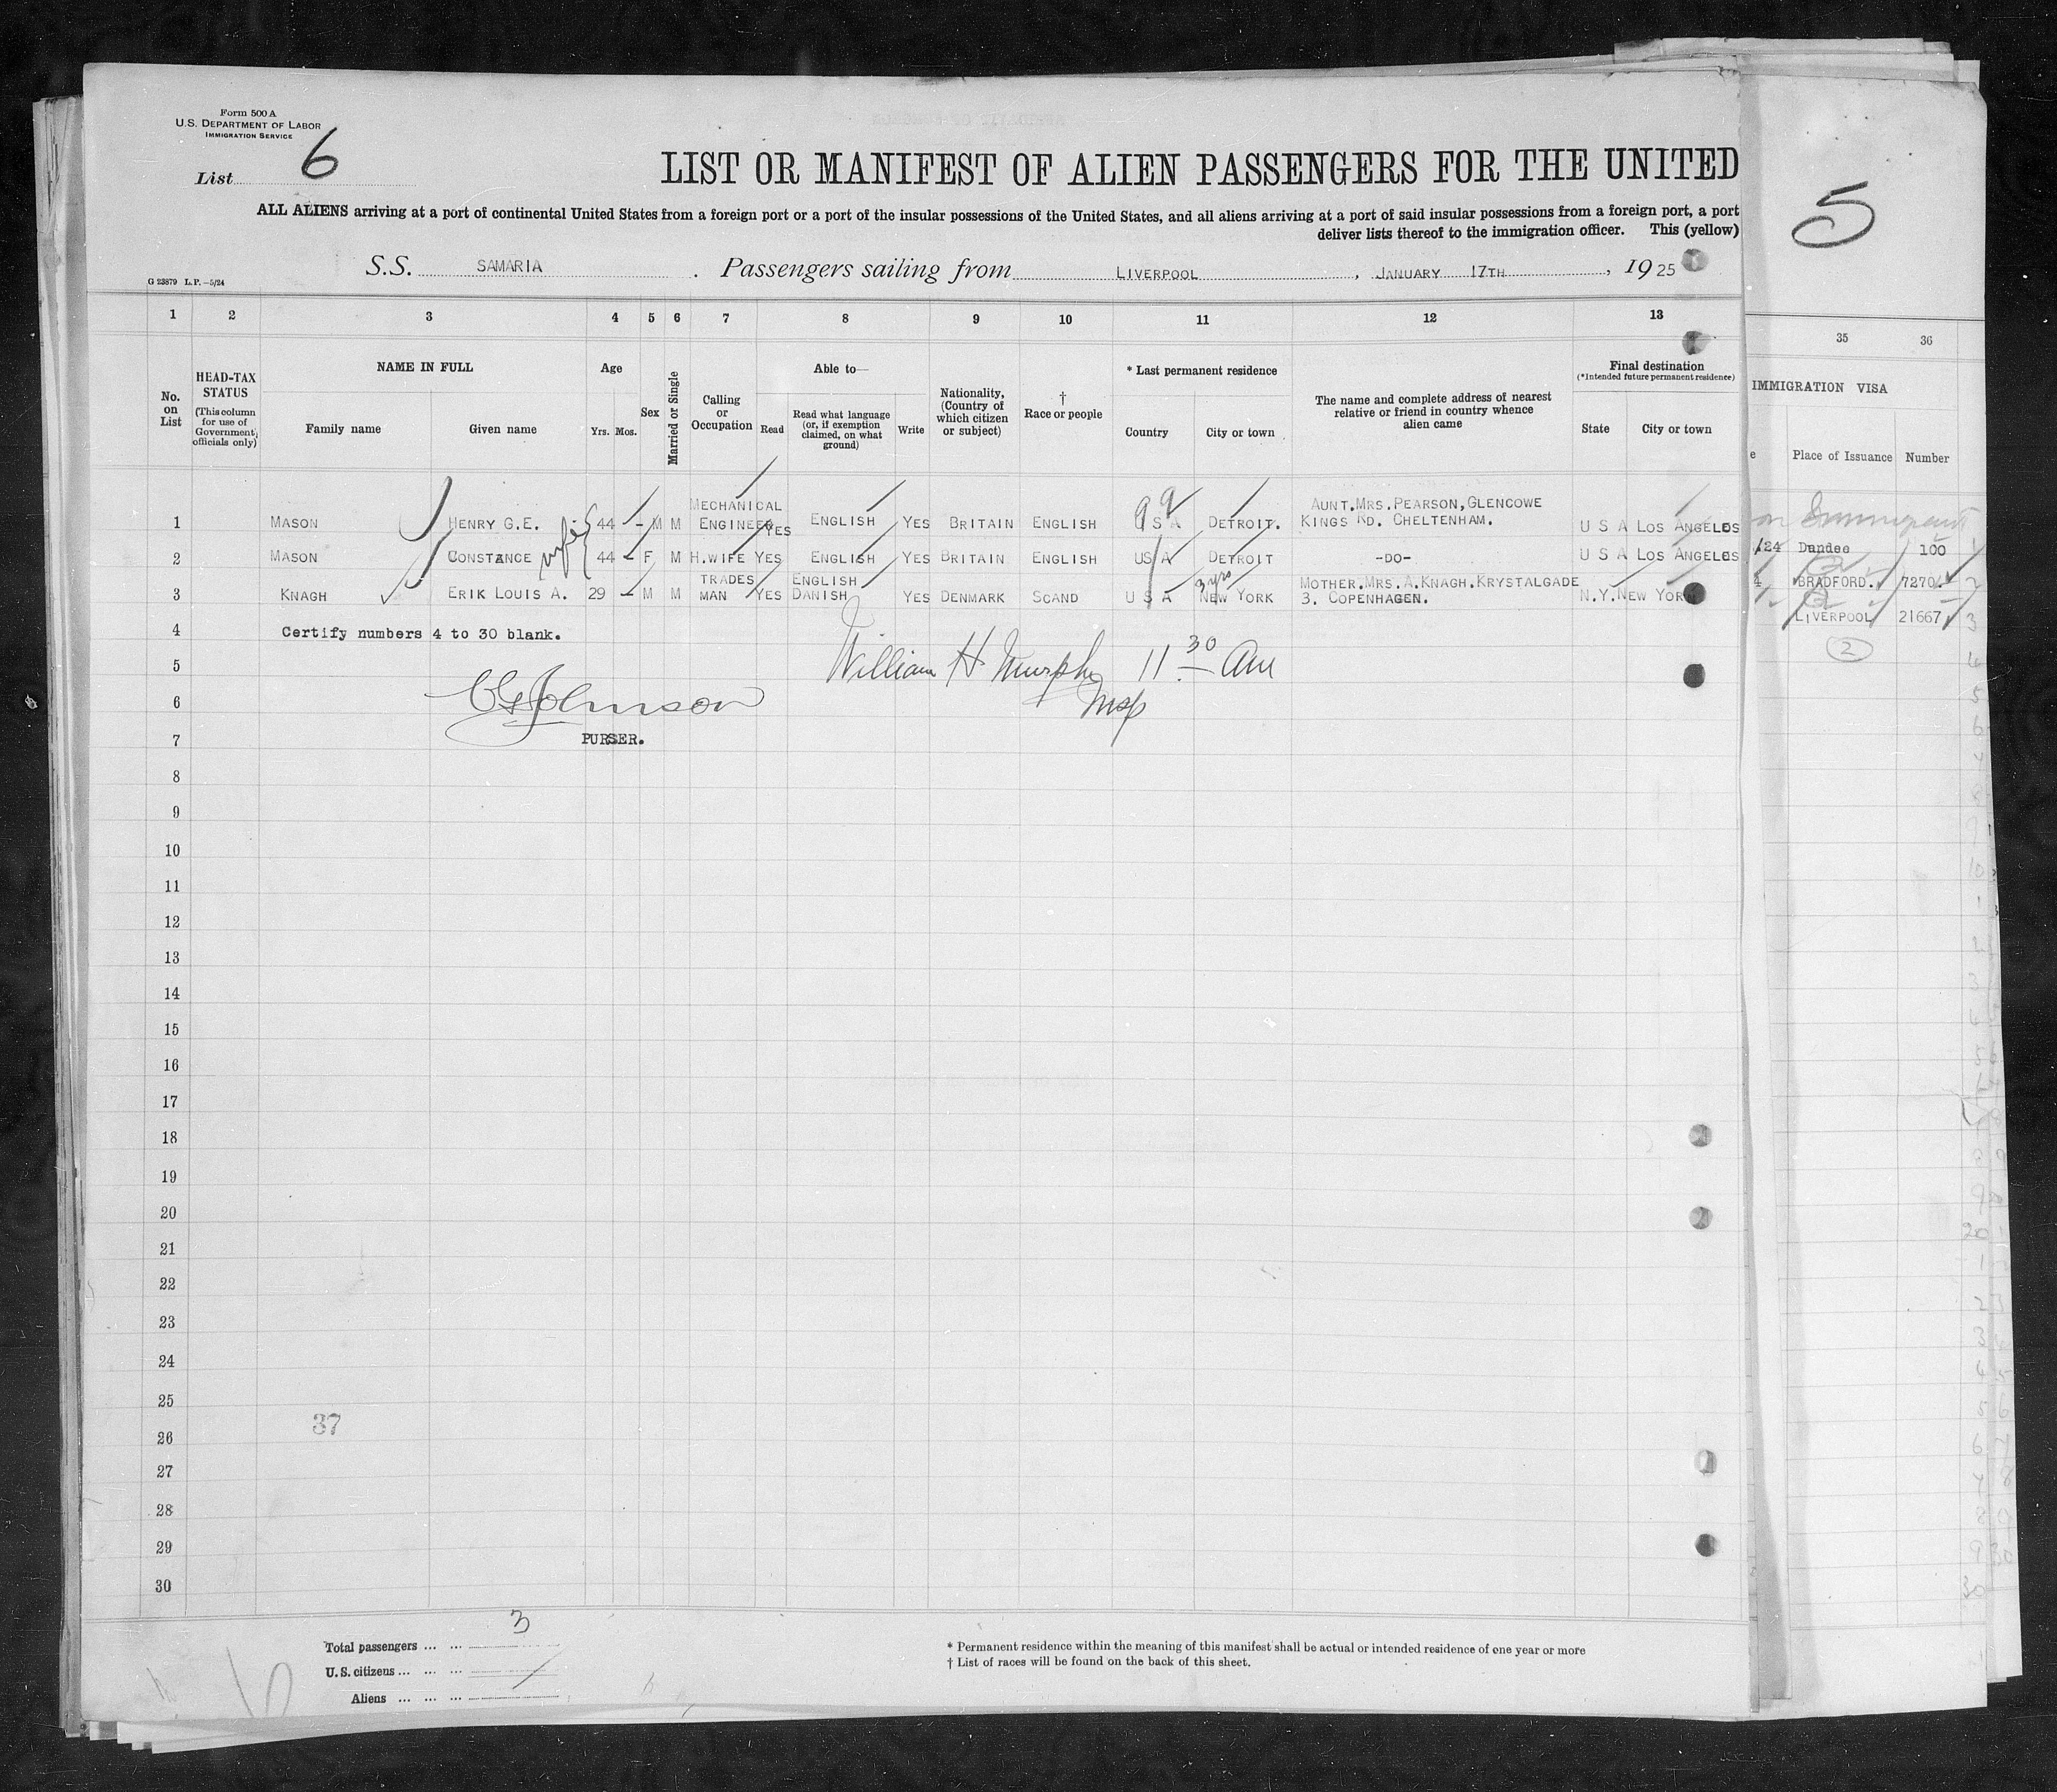 Form 500 A
U.S. DEPARTMENT OF LABOR
IMMIGRATION SERVICE
List 6
LIST OR MANIFEST OF ALIEN PASSENGERS FOR THE UNITED
ALL ALIENS arriving at a port of continental United States from a foreign port or a port of the insular possessions of the United States, and all aliens arriving at a port of said insular possessions from a foreign port, a port
deliver lists thereof to the immigration officer. This (yellow)
S.S. SAMARIA . Passengers sailing from LIVERPOOL , JANUARY 17TH , 1925
G 23879 L.P.—5/24
1 2 3 4 5 6 7 8 9 10 11 12 13
No. on List
HEAD-TAX STATUS
(This column for use of Government officials only)
NAME IN FULL
Family name Given name
Age
Yrs. Mos.
Sex
Married or Single
Calling or Occupation
Able to—
Read
Read what language (or, if exemption claimed, on what ground)
Write
Nationality, (Country of which citizen or subject)
† Race or people
* Last permanent residence
Country City or town
The name and complete address of nearest relative or friend in country whence alien came
Final destination
(*Intended future permanent residence)
State City or town
1 MASON HENRY G.E. 44 - M M MECHANICAL ENGINEER YES ENGLISH YES BRITAIN ENGLISH U S A DETROIT. AUNT.MRS.PEARSON,GLENCOWE KINGS RD. CHELTENHAM. U S A LOS ANGELES
wife
2 MASON CONSTANCE 44 - F M H.WIFE YES ENGLISH YES BRITAIN ENGLISH USA DETROIT -DO- U S A LOS ANGELES
3 KNAGH ERIK LOUIS A. 29 - M M TRADES MAN YES ENGLISH DANISH YES DENMARK SCAND U S A 3 yrs NEW YORK MOTHER.MRS.A.KNAGH.KRYSTALGADE 3. COPENHAGEN. N.Y.NEW YORK
4 Certify numbers 4 to 30 blank.
5 William H Murphy 11 30 am
Insp
6 CG Johnson
7 PURSER.
8
9
10
11
12
13
14
15
16
17
18
19
20
21
22
23
24
25
37
26
27
28
29
30
Total passengers ... ... 3
U.S. citizens ... ... ...
Aliens ... ... ...
* Permanent residence within the meaning of this manifest shall be actual or intended residence of one year or more
† List of races will be found on the back of this sheet.
5
35 36
IMMIGRATION VISA
e Place of Issuance Number
/24 Dundee 100
4 BRADFORD. 7270
LIVERPOOL 21667
2